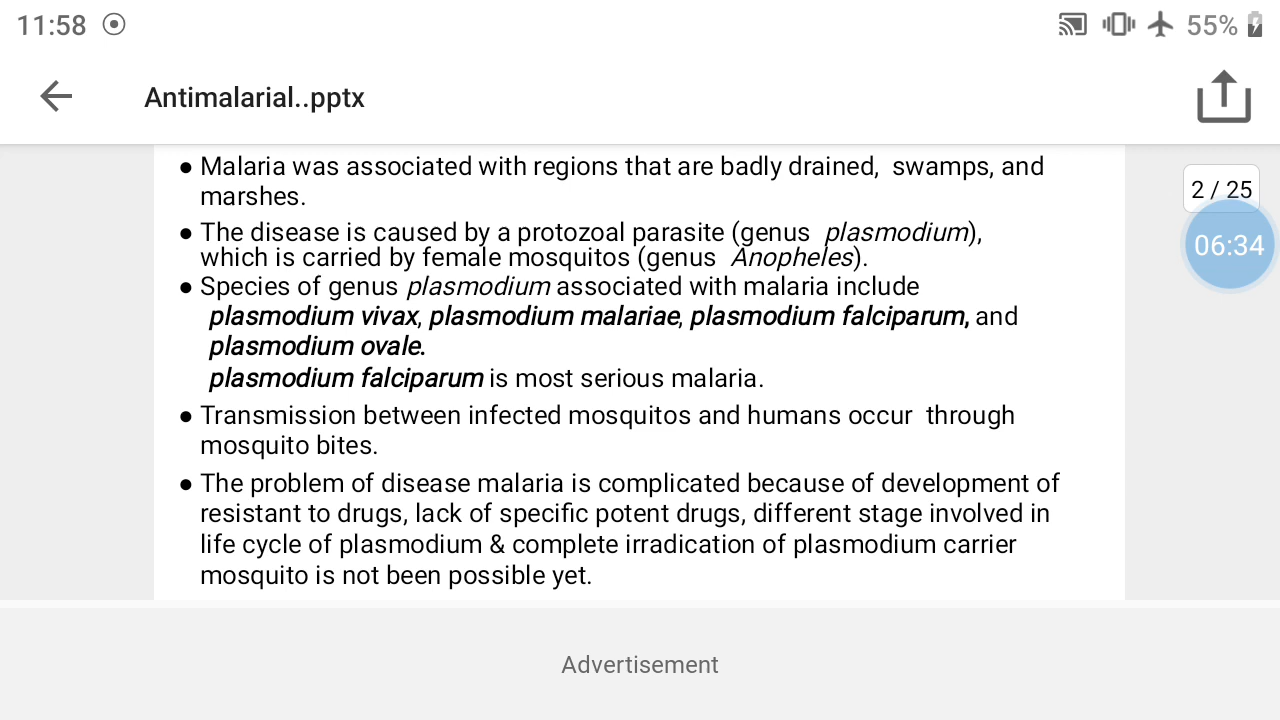 11:58 55%
Antimalarial..pptx
● Malaria was associated with regions that are badly drained, swamps, and
marshes.
2 / 25
● The disease is caused by a protozoal parasite (genus plasmodium),
which is carried by female mosquitos (genus Anopheles).
06:34
● Species of genus plasmodium associated with malaria include
plasmodium vivax, plasmodium malariae, plasmodium falciparum, and
plasmodium ovale.
plasmodium falciparum is most serious malaria.
● Transmission between infected mosquitos and humans occur through
mosquito bites.
● The problem of disease malaria is complicated because of development of
resistant to drugs, lack of specific potent drugs, different stage involved in
life cycle of plasmodium & complete irradication of plasmodium carrier
mosquito is not been possible yet.
Advertisement